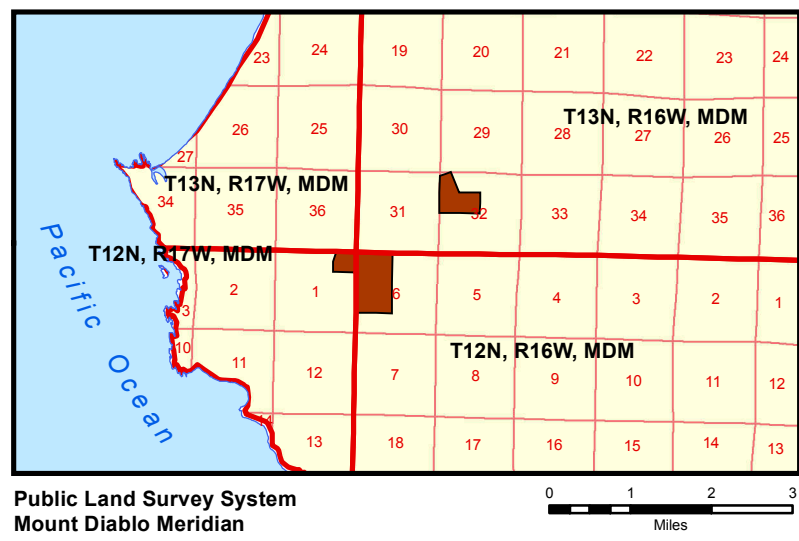 23 24 19 20 21 22 23 24
T13N, R16W, MDM
26 25 30 29 28 27 26 25
27
T13N, R17W, MDM
34 35 36 31 32 33 34 35 36
T12N, R17W, MDM
Pacific Ocean
3 2 1 6 5 4 3 2 1
T12N, R16W, MDM
10 11 12 7 8 9 10 11 12
14 13 18 17 16 15 14 13
Public Land Survey System
Mount Diablo Meridian
0 1 2 3
Miles